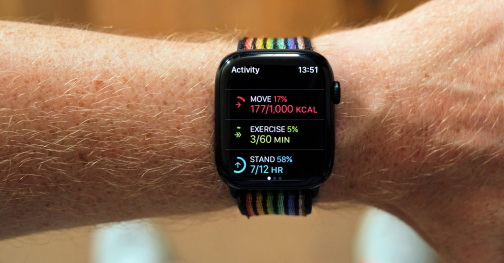 Activity 13:51
MOVE 17%
177/1,000 KCAL
EXERCISE 5%
3/60 MIN
STAND 58%
7/12 HR